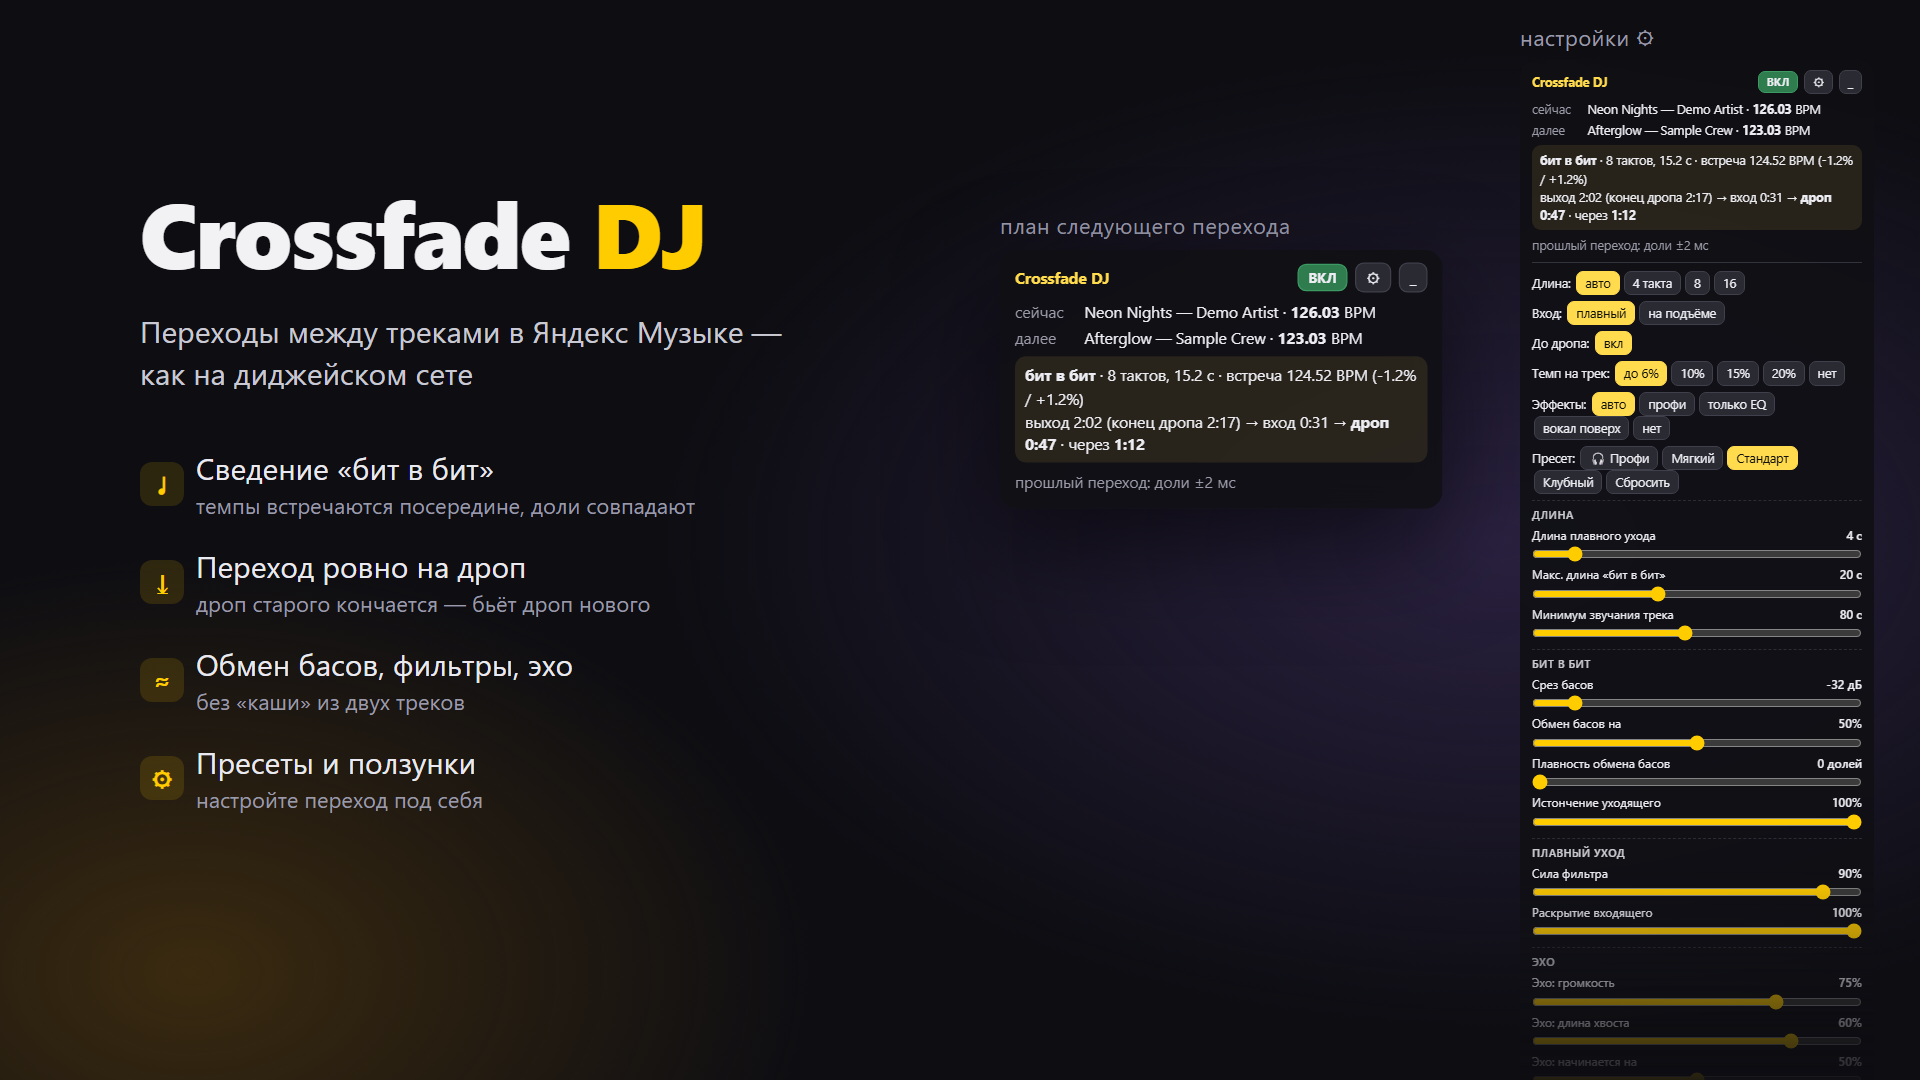 Crossfade DJ
Переходы между треками в Яндекс Музыке —
как на диджейском сете
Сведение «бит в бит»
темпы встречаются посередине, доли совпадают
Переход ровно на дроп
дроп старого кончается — бьёт дроп нового
Обмен басов, фильтры, эхо
без «каши» из двух треков
Пресеты и ползунки
настройте переход под себя
план следующего перехода
Crossfade DJ ВКЛ _
сейчас Neon Nights — Demo Artist · 126.03 BPM
далее Afterglow — Sample Crew · 123.03 BPM
бит в бит · 8 тактов, 15.2 с · встреча 124.52 BPM (-1.2%
/ +1.2%)
выход 2:02 (конец дропа 2:17) → вход 0:31 → дроп
0:47 · через 1:12
прошлый переход: доли ±2 мс
настройки ⚙
Crossfade DJ ВКЛ ⚙ _
сейчас Neon Nights — Demo Artist · 126.03 BPM
далее Afterglow — Sample Crew · 123.03 BPM
бит в бит · 8 тактов, 15.2 с · встреча 124.52 BPM (-1.2%
/ +1.2%)
выход 2:02 (конец дропа 2:17) → вход 0:31 → дроп
0:47 · через 1:12
прошлый переход: доли ±2 мс
Длина: авто 4 такта 8 16
Вход: плавный на подъёме
До дропа: вкл
Темп на трек: до 6% 10% 15% 20% нет
Эффекты: авто профи только EQ
вокал поверх нет
Пресет: 🎧 Профи Мягкий Стандарт
Клубный Сбросить
ДЛИНА
Длина плавного ухода 4 с
Макс. длина «бит в бит» 20 с
Минимум звучания трека 80 с
БИТ В БИТ
Срез басов -32 дБ
Обмен басов на 50%
Плавность обмена басов 0 долей
Истончение уходящего 100%
ПЛАВНЫЙ УХОД
Сила фильтра 90%
Раскрытие входящего 100%
ЭХО
Эхо: громкость 75%
Эхо: длина хвоста 60%
Эхо: начинается на 50%